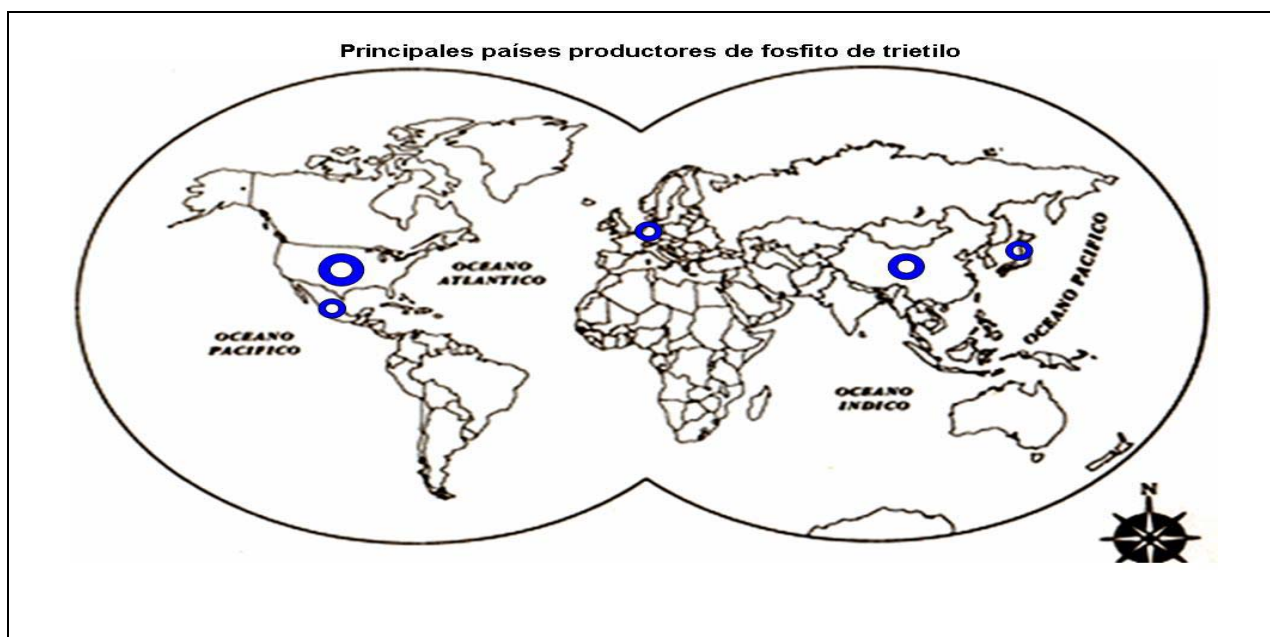 Principales países productores de fosfito de trietilo
OCEANO
ATLANTICO
OCEANO
PACIFICO
OCEANO PACIFICO
OCEANO
INDICO
N